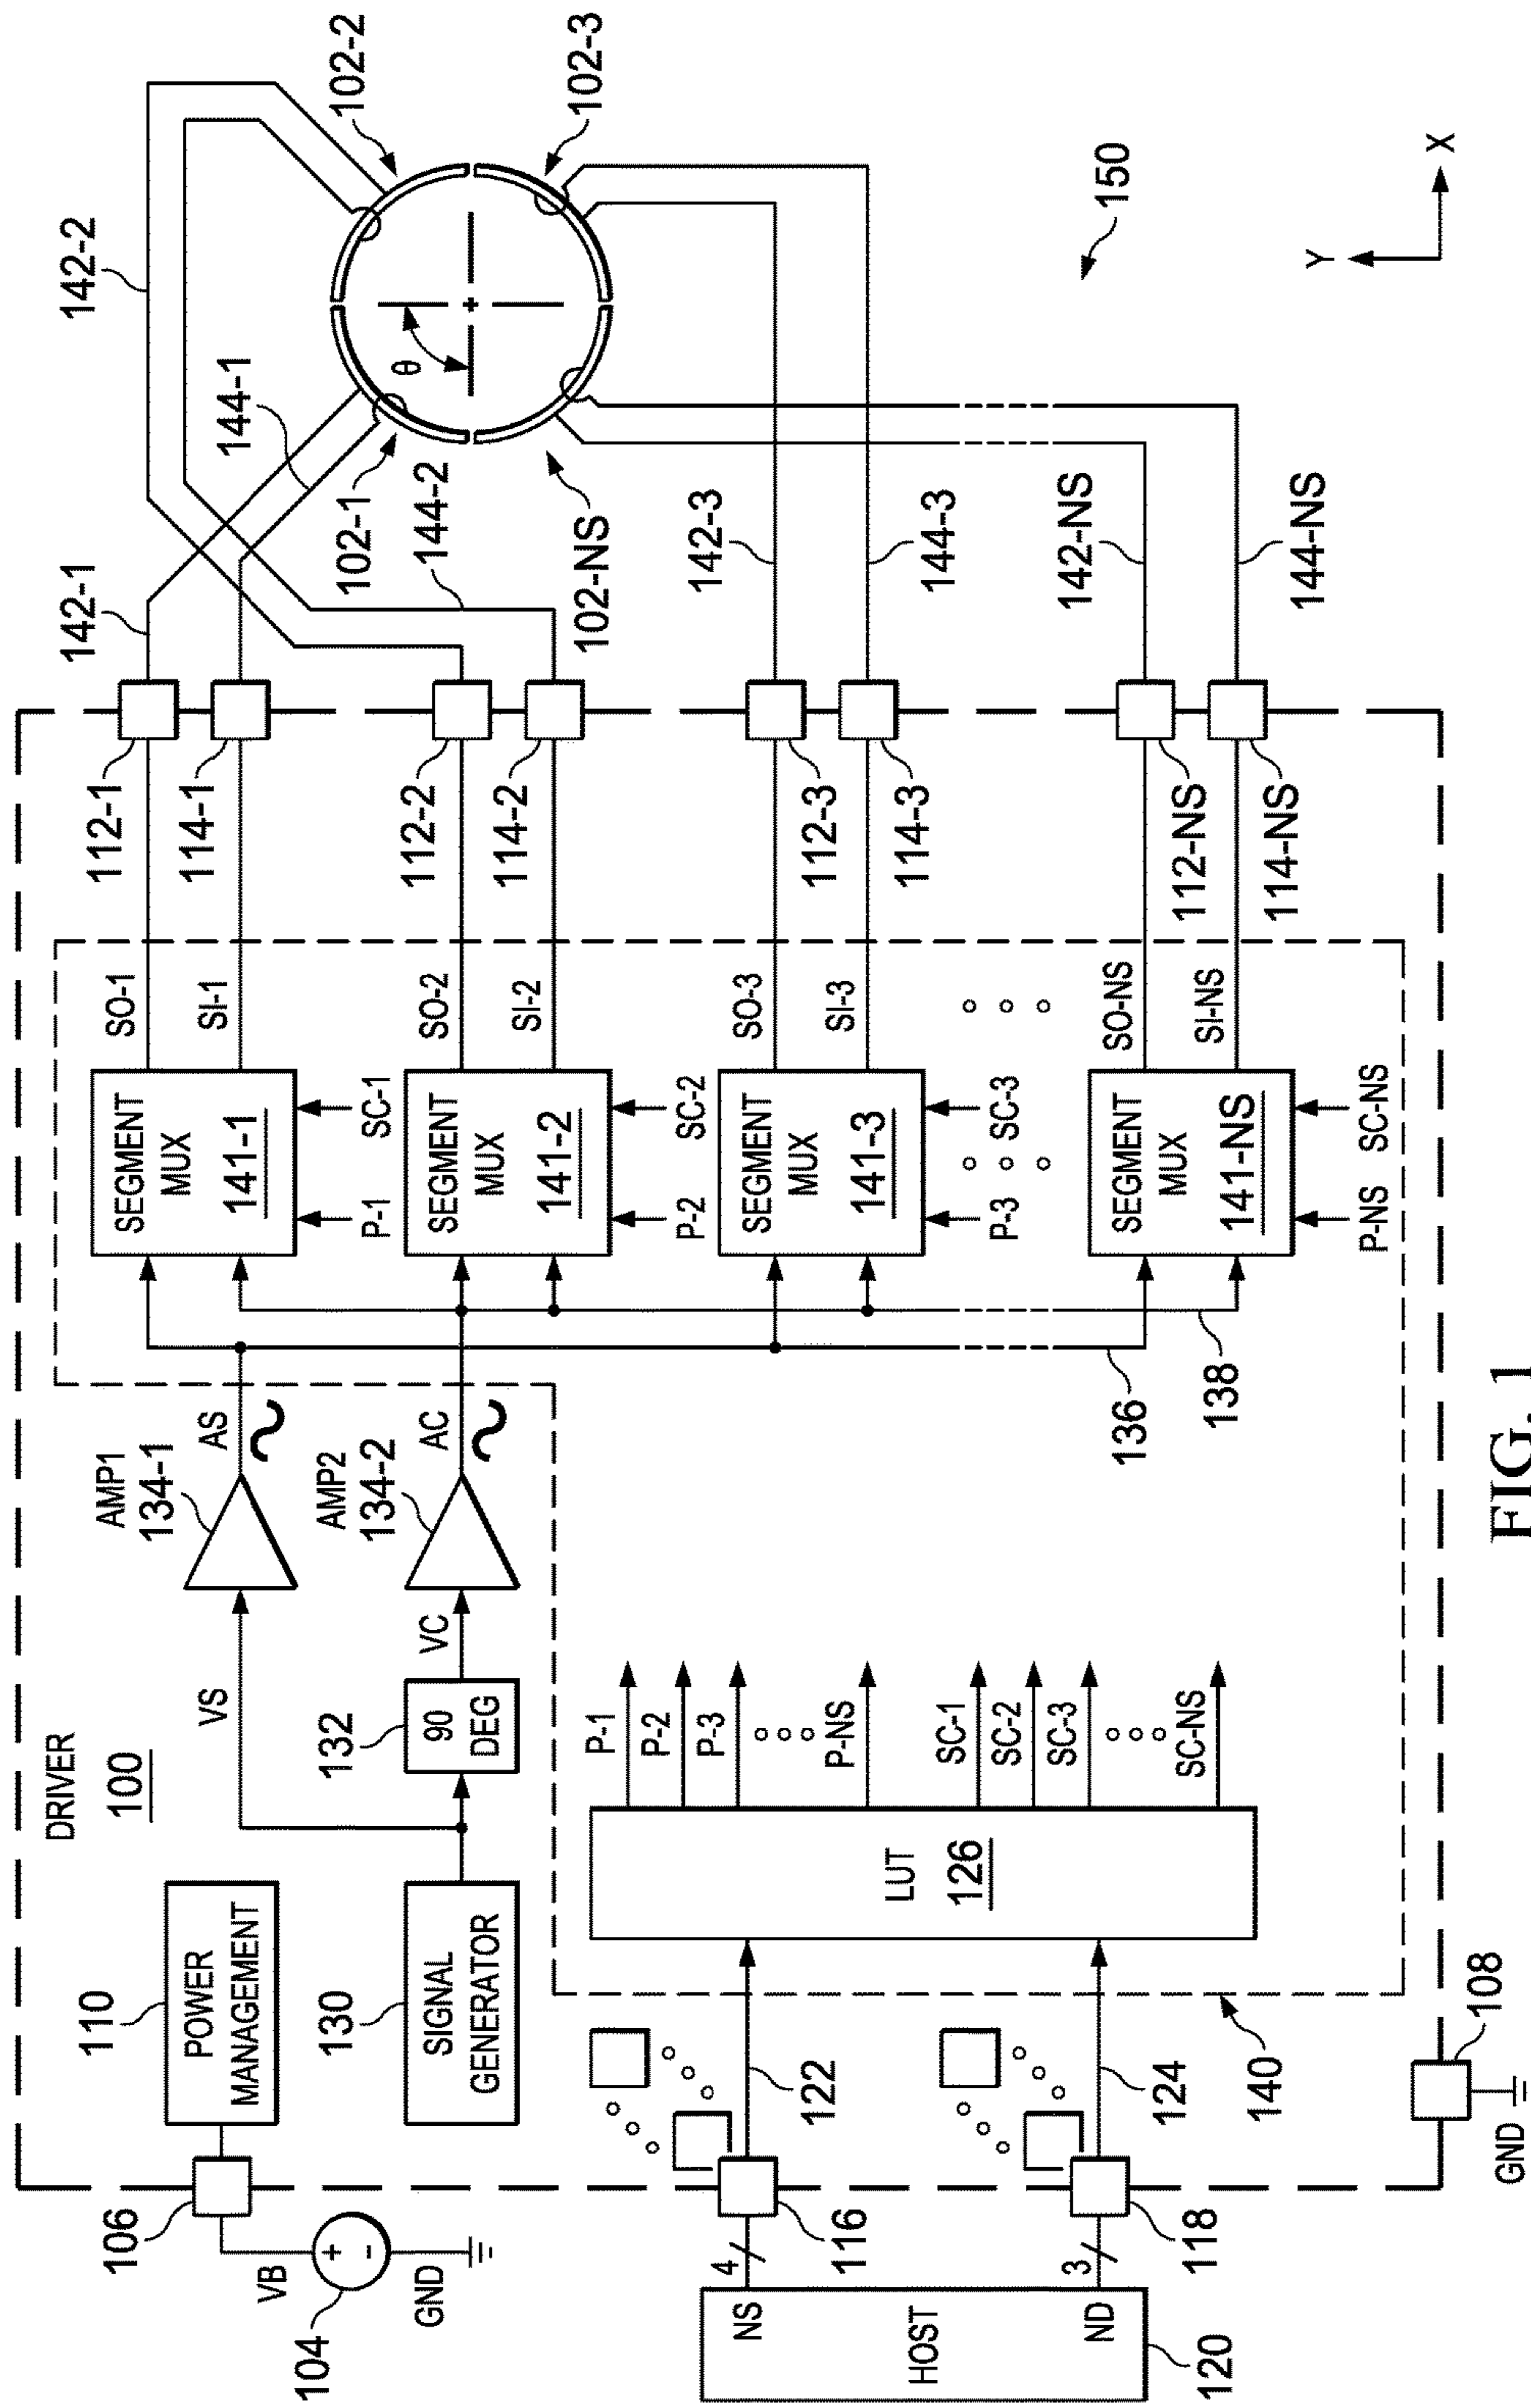 DRIVER
100
104
VB
GND
106
110
POWER
MANAGEMENT
130
SIGNAL
GENERATOR
VS
132
90
DEG
VC
AMP1
134-1
AS
AMP2
134-2
AC
SEGMENT
MUX
141-1
P-1
SC-1
SO-1
SI-1
112-1
114-1
142-1
144-1
SEGMENT
MUX
141-2
P-2
SC-2
SO-2
SI-2
112-2
114-2
142-2
144-2
SEGMENT
MUX
141-3
P-3
SC-3
SO-3
SI-3
112-3
114-3
142-3
144-3
SEGMENT
MUX
141-NS
P-NS
SC-NS
SO-NS
SI-NS
112-NS
114-NS
142-NS
144-NS
136
138
102-1
102-2
102-3
102-NS
θ
150
Y
X
HOST
120
NS
ND
4
3
116
118
122
124
LUT
126
P-1
P-2
P-3
P-NS
SC-1
SC-2
SC-3
SC-NS
140
108
GND
FIG. 1